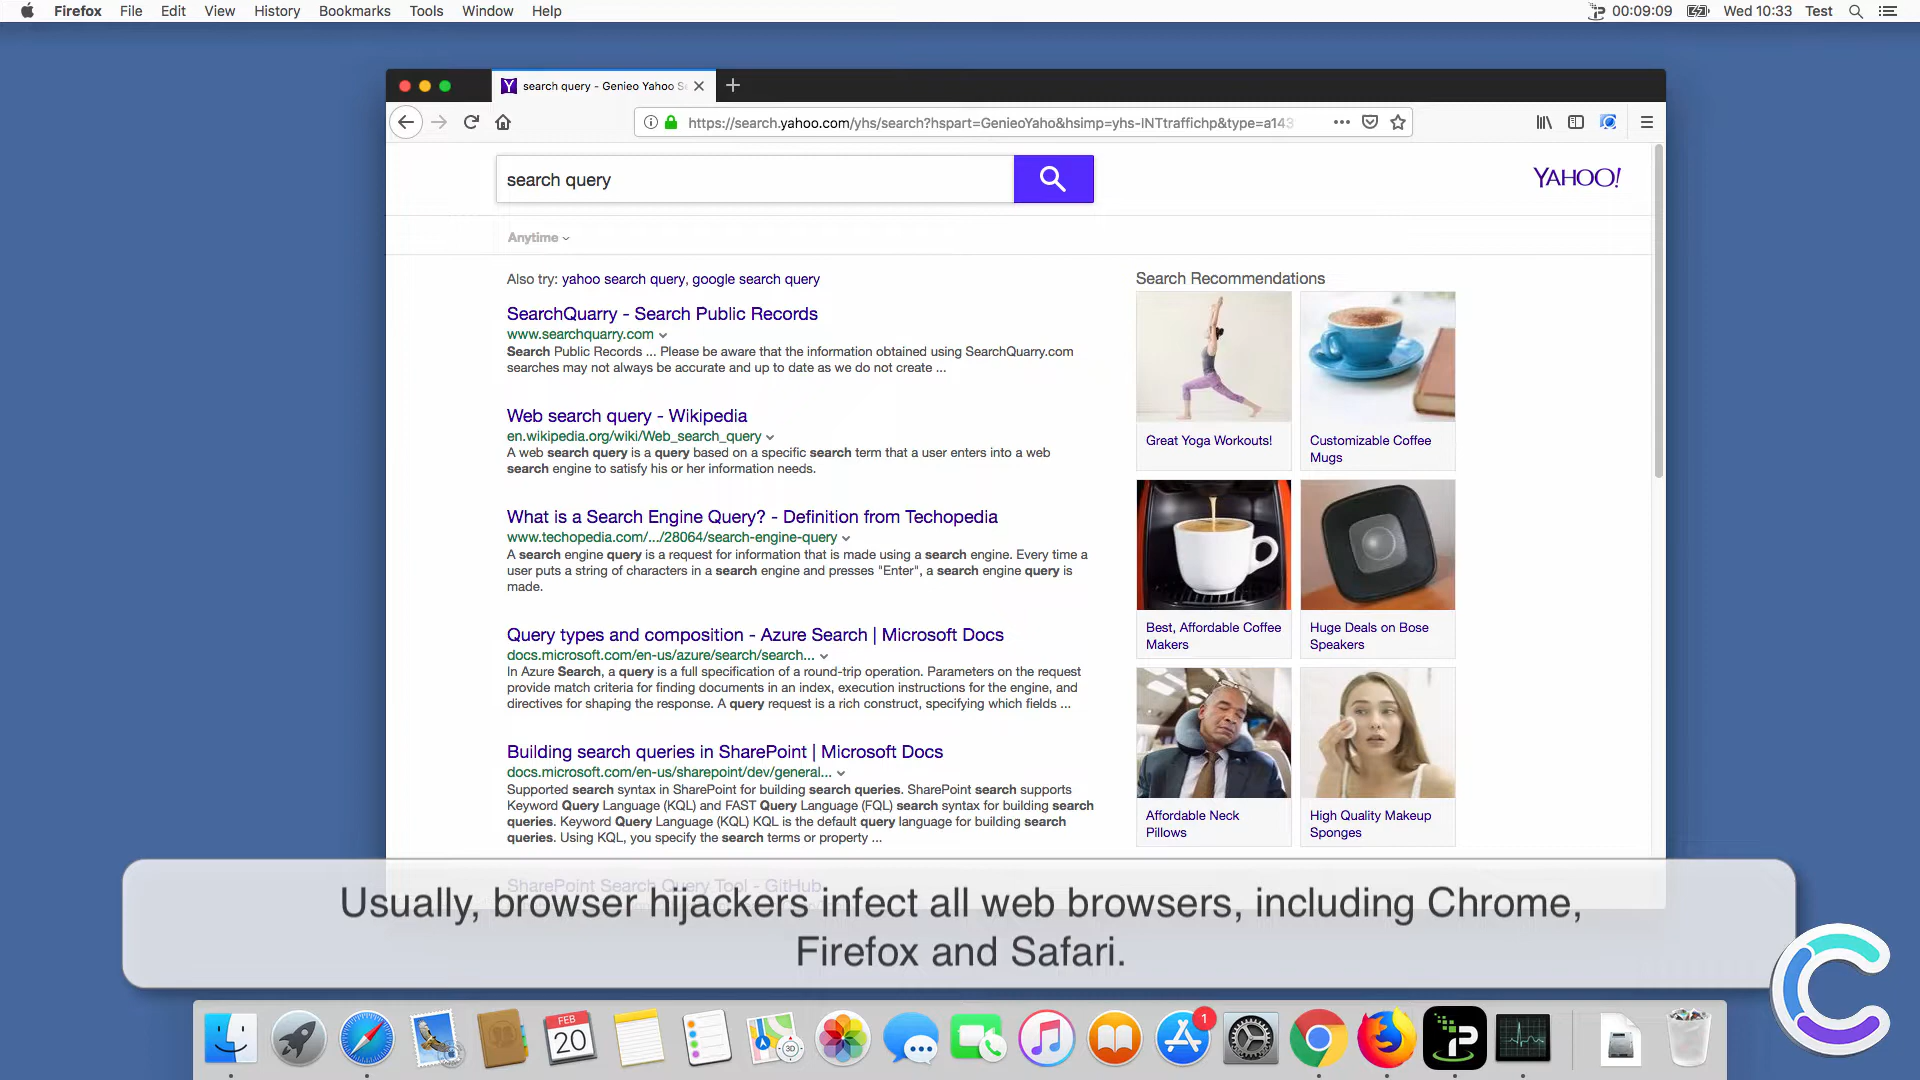 Firefox File Edit View History Bookmarks Tools Window Help 00:09:09 Wed 10:33 Test
search query - Genieo Yahoo S
https://search.yahoo.com/yhs/search?hspart=GenieoYaho&hsimp=yhs-INTtraffichp&type=a143
search query
YAHOO!
Anytime
Also try: yahoo search query, google search query
SearchQuarry - Search Public Records
www.searchquarry.com
Search Public Records ... Please be aware that the information obtained using SearchQuarry.com
searches may not always be accurate and up to date as we do not create ...
Web search query - Wikipedia
en.wikipedia.org/wiki/Web_search_query
A web search query is a query based on a specific search term that a user enters into a web
search engine to satisfy his or her information needs.
What is a Search Engine Query? - Definition from Techopedia
www.techopedia.com/.../28064/search-engine-query
A search engine query is a request for information that is made using a search engine. Every time a
user puts a string of characters in a search engine and presses "Enter", a search engine query is
made.
Query types and composition - Azure Search | Microsoft Docs
docs.microsoft.com/en-us/azure/search/search...
In Azure Search, a query is a full specification of a round-trip operation. Parameters on the request
provide match criteria for finding documents in an index, execution instructions for the engine, and
directives for shaping the response. A query request is a rich construct, specifying which fields ...
Building search queries in SharePoint | Microsoft Docs
docs.microsoft.com/en-us/sharepoint/dev/general...
Supported search syntax in SharePoint for building search queries. SharePoint search supports
Keyword Query Language (KQL) and FAST Query Language (FQL) search syntax for building search
queries. Keyword Query Language (KQL) KQL is the default query language for building search
queries. Using KQL, you specify the search terms or property ...
SharePoint Search Query Tool - GitHub
Search Recommendations
Great Yoga Workouts!
Customizable Coffee
Mugs
Best, Affordable Coffee
Makers
Huge Deals on Bose
Speakers
Affordable Neck
Pillows
High Quality Makeup
Sponges
Usually, browser hijackers infect all web browsers, including Chrome,
Firefox and Safari.
FEB
20
3D
1